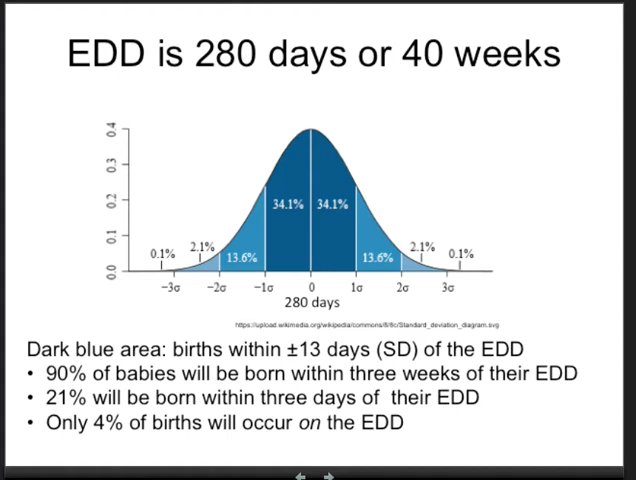 EDD is 280 days or 40 weeks
0.4
0.3
0.2
0.1
0.0
34.1% 34.1%
0.1% 2.1% 13.6% 13.6% 2.1% 0.1%
−3σ −2σ −1σ 0 1σ 2σ 3σ
280 days
https://upload.wikimedia.org/wikipedia/commons/8/8c/Standard_deviation_diagram.svg
Dark blue area: births within ±13 days (SD) of the EDD
• 90% of babies will be born within three weeks of their EDD
• 21% will be born within three days of their EDD
• Only 4% of births will occur on the EDD